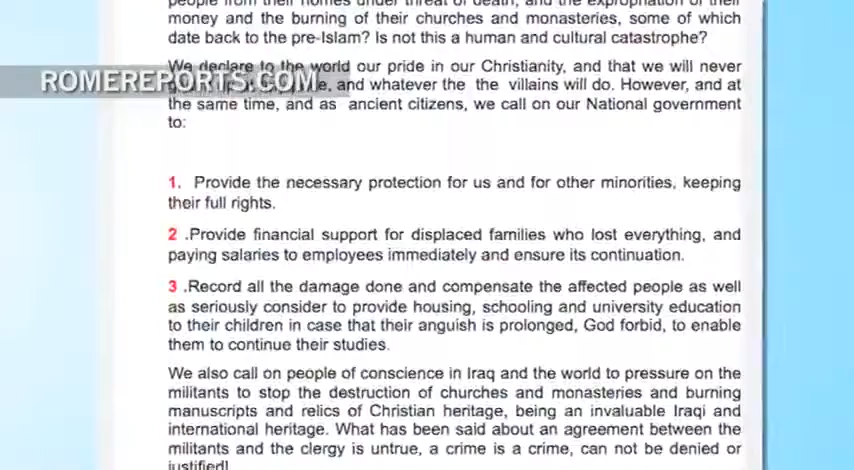 people from their homes under threat of death, and the expropriation of their
money and the burning of their churches and monasteries, some of which
date back to the pre-Islam? Is not this a human and cultural catastrophe?
We declare to the world our pride in our Christianity, and that we will never
ROMEREPORTS.COM
and whatever the the villains will do. However, and at
the same time, and as ancient citizens, we call on our National government
to:
1. Provide the necessary protection for us and for other minorities, keeping
their full rights.
2 .Provide financial support for displaced families who lost everything, and
paying salaries to employees immediately and ensure its continuation.
3 .Record all the damage done and compensate the affected people as well
as seriously consider to provide housing, schooling and university education
to their children in case that their anguish is prolonged, God forbid, to enable
them to continue their studies.
We also call on people of conscience in Iraq and the world to pressure on the
militants to stop the destruction of churches and monasteries and burning
manuscripts and relics of Christian heritage, being an invaluable Iraqi and
international heritage. What has been said about an agreement between the
militants and the clergy is untrue, a crime is a crime, can not be denied or
justified!